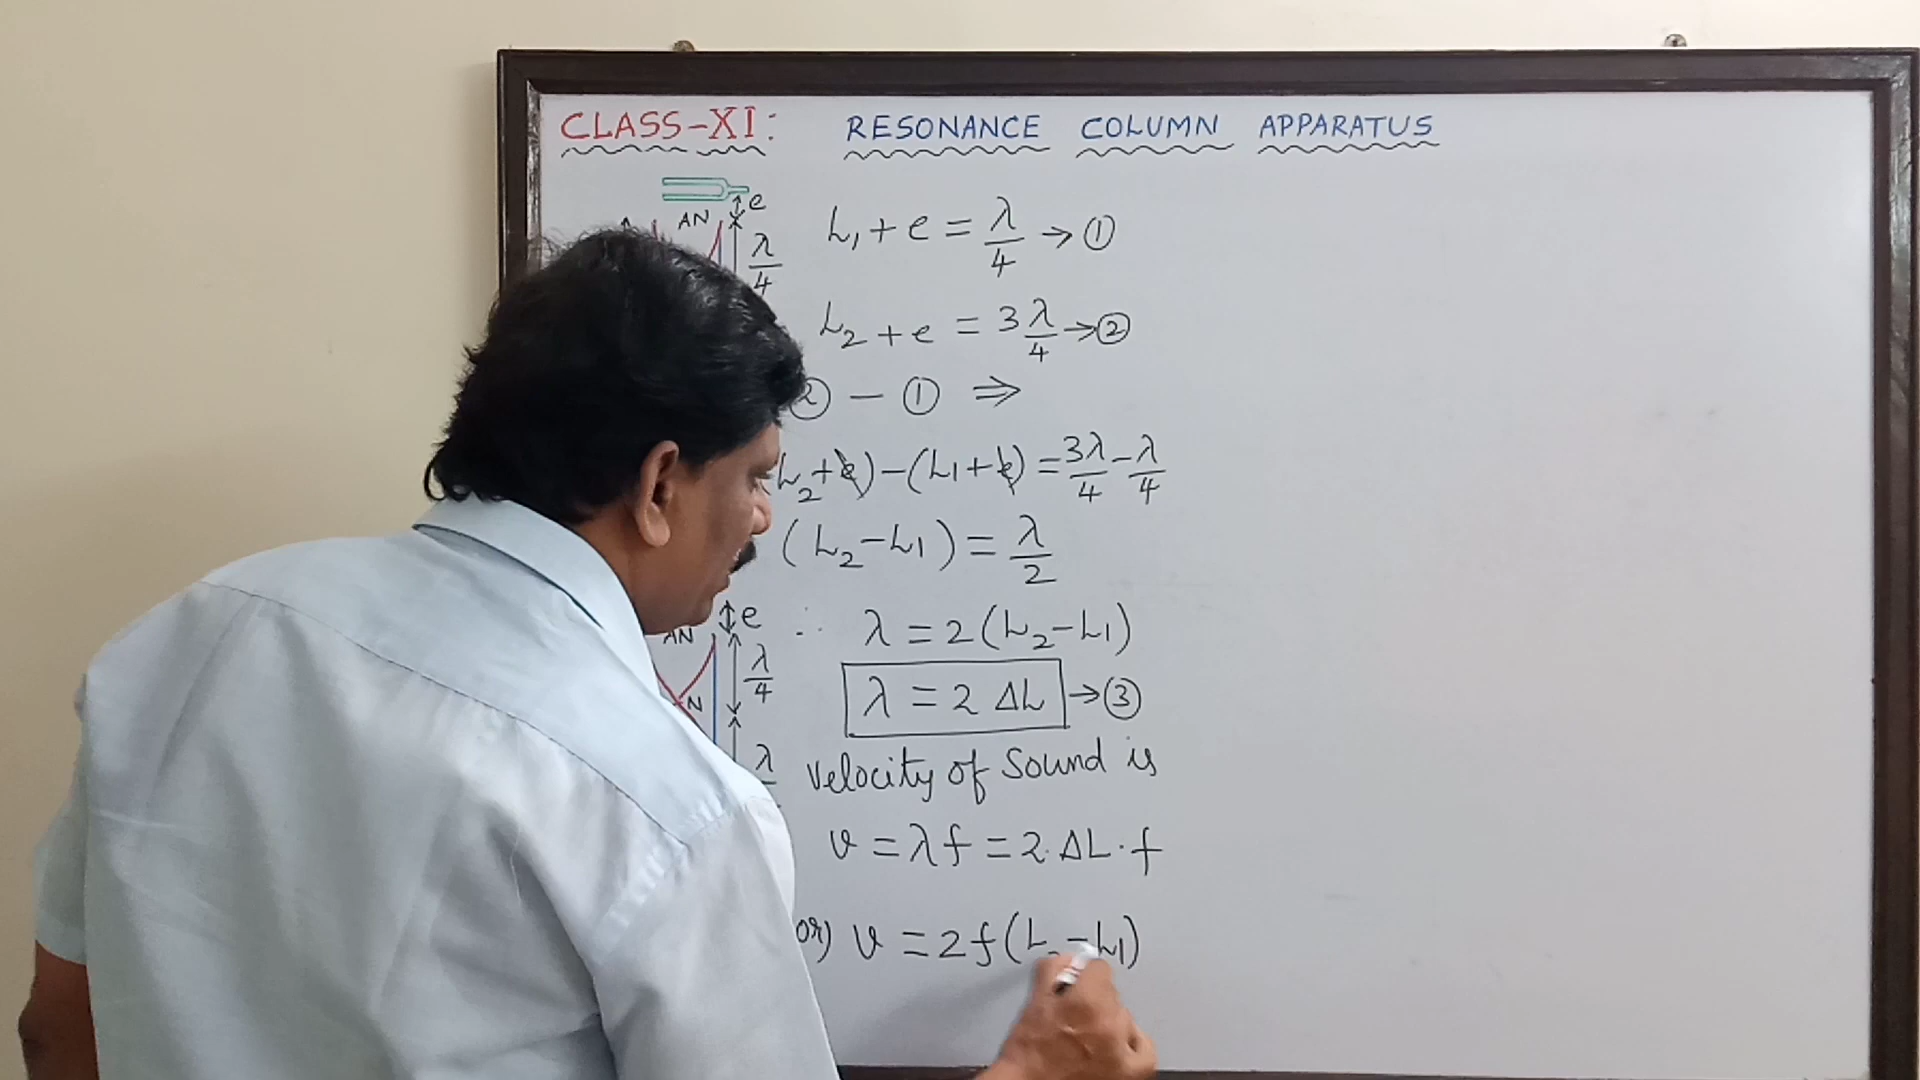 CLASS-XI: RESONANCE COLUMN APPARATUS
e
AN
λ/4
L₁ + e = λ/4 → ①
L₂ + e = 3λ/4 → ②
② − ① ⇒
L₂ + e) − (L₁ + e) = 3λ/4 − λ/4
(L₂ − L₁) = λ/2
e
AN
λ/4
N
λ
∴ λ = 2(L₂ − L₁)
λ = 2 ΔL → ③
Velocity of Sound is
v = λf = 2·ΔL·f
or) v = 2f(L₂ − L₁)